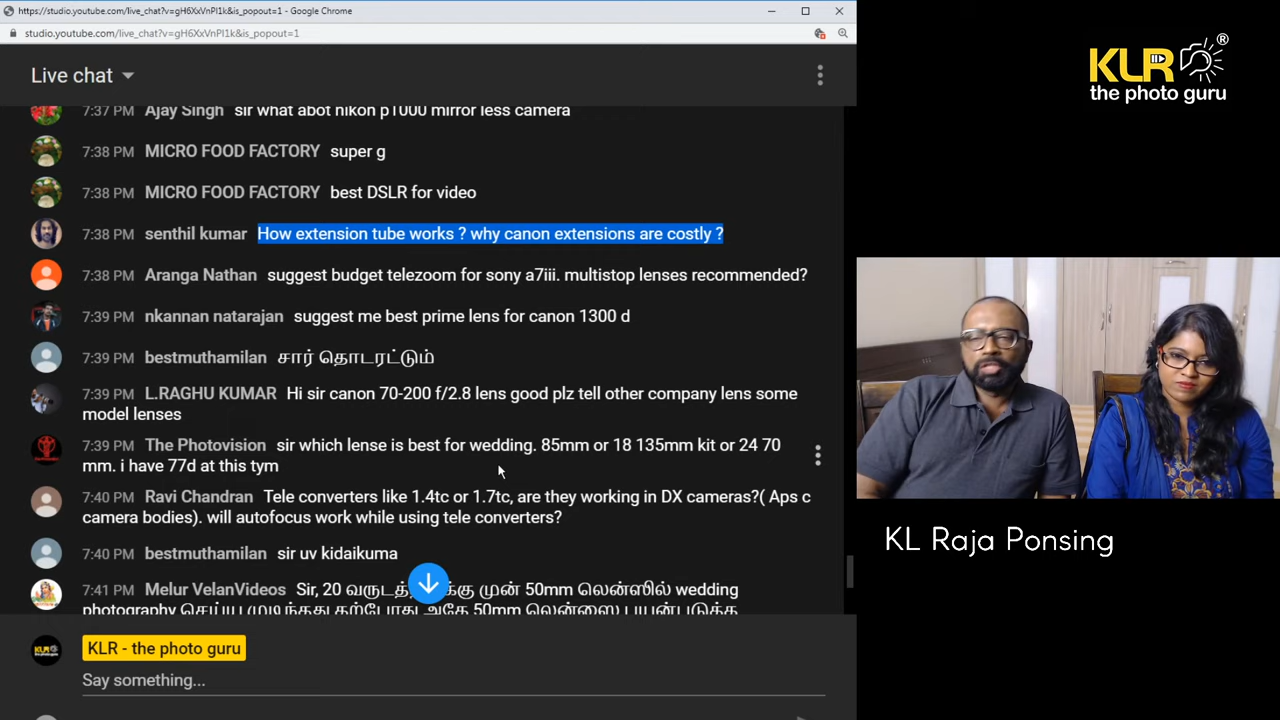 https://studio.youtube.com/live_chat?v=gH6XxVnPl1k&is_popout=1 - Google Chrome
studio.youtube.com/live_chat?v=gH6XxVnPl1k&is_popout=1
Live chat
7:37 PM Ajay Singh sir what abot nikon p1000 mirror less camera
7:38 PM MICRO FOOD FACTORY super g
7:38 PM MICRO FOOD FACTORY best DSLR for video
7:38 PM senthil kumar How extension tube works ? why canon extensions are costly ?
7:38 PM Aranga Nathan suggest budget telezoom for sony a7iii. multistop lenses recommended?
7:39 PM nkannan natarajan suggest me best prime lens for canon 1300 d
7:39 PM bestmuthamilan சார் தொடரட்டும்
7:39 PM L.RAGHU KUMAR Hi sir canon 70-200 f/2.8 lens good plz tell other company lens some
model lenses
7:39 PM The Photovision sir which lense is best for wedding. 85mm or 18 135mm kit or 24 70
mm. i have 77d at this tym
7:40 PM Ravi Chandran Tele converters like 1.4tc or 1.7tc, are they working in DX cameras?( Aps c
camera bodies). will autofocus work while using tele converters?
7:40 PM bestmuthamilan sir uv kidaikuma
7:41 PM Melur VelanVideos Sir, 20 முன் 50mm லென்ஸில் wedding
photography செய்ய முடிந்தது தற்போது அதே 50mm லென்ஸை பயன்படுத்த
KLR - the photo guru
Say something...
KLR
®
the photo guru
KL Raja Ponsing